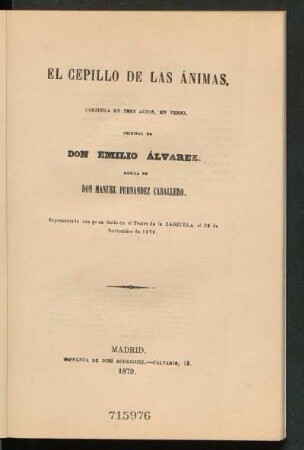 EL CEPILLO DE LAS ÁNIMAS,
ZARZUELA EN TRES ACTOS, EN VERSO,
ORIGINAL DE
DON EMILIO ÁLVAREZ.
MÚSICA DE
DON MANUEL FERNANDEZ CABALLERO.
Representada con gran éxito en el Teatro de la ZARZUELA el de
Noviembre de
MADRID.
IMPRENTA DE JOSÉ RODRIGUEZ.—CALVARIO, 18.
1879.
715976